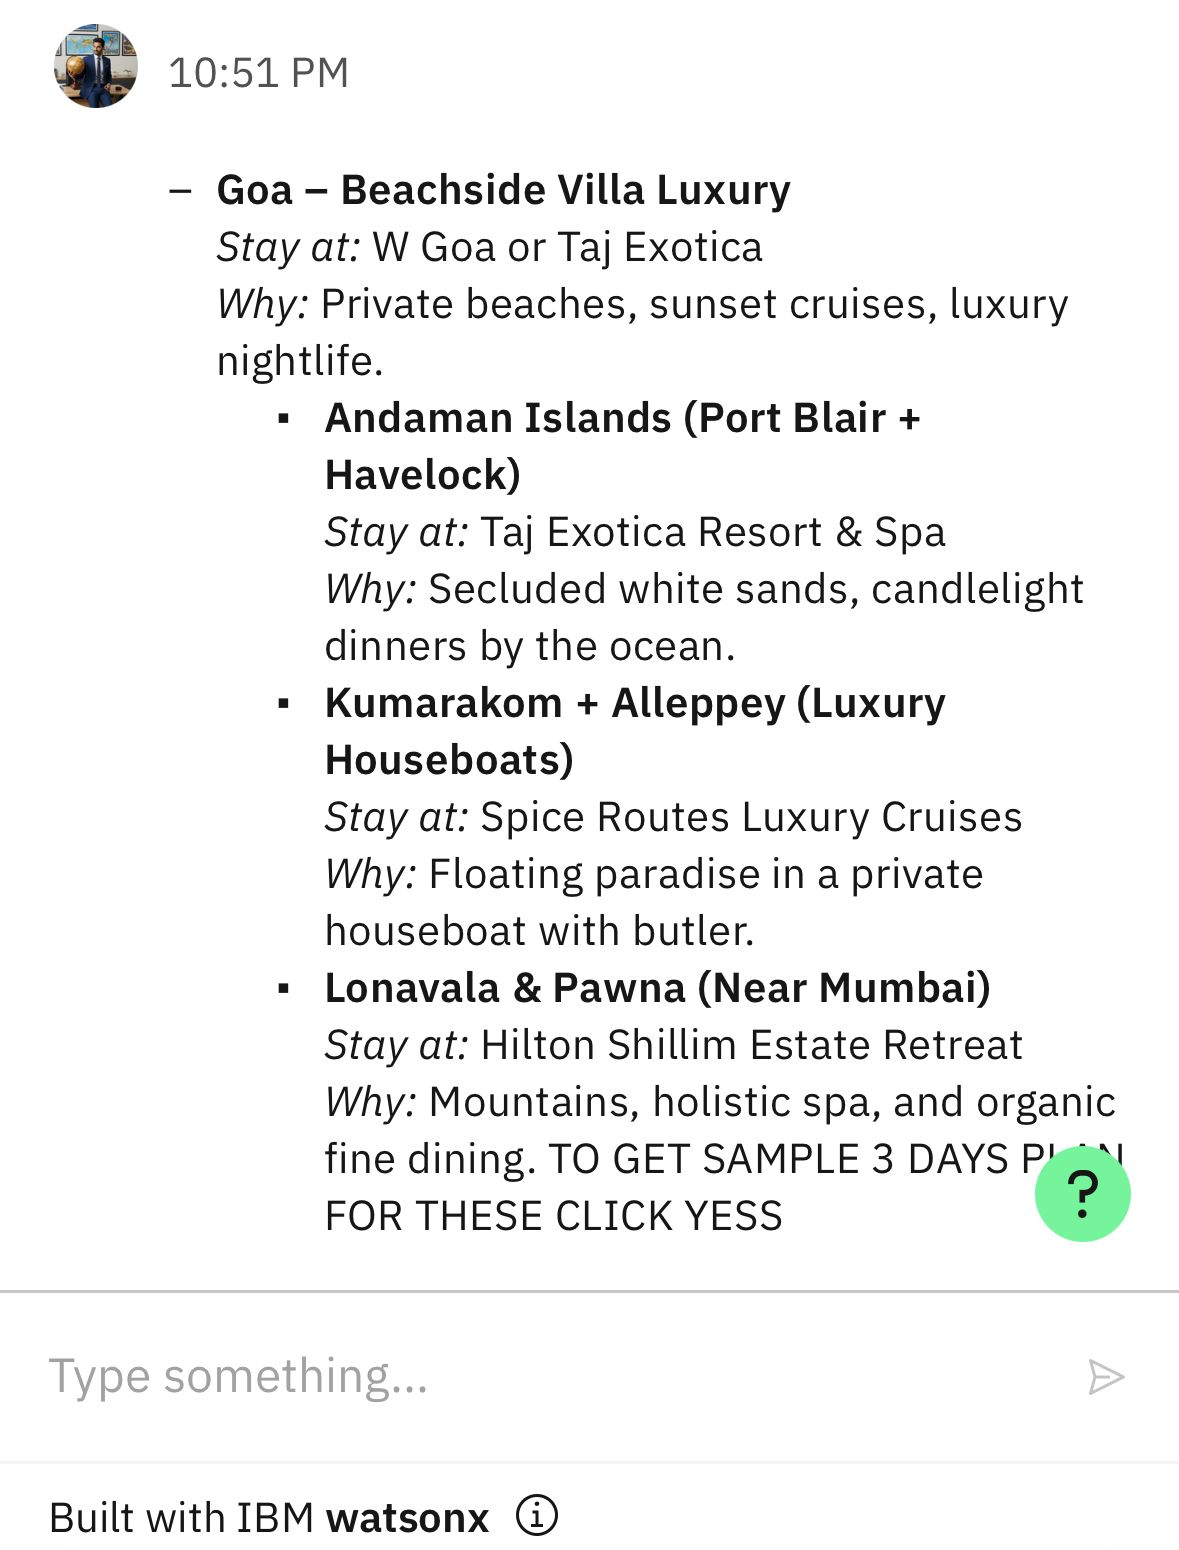 10:51 PM
– Goa – Beachside Villa Luxury
Stay at: W Goa or Taj Exotica
Why: Private beaches, sunset cruises, luxury
nightlife.
▪ Andaman Islands (Port Blair +
Havelock)
Stay at: Taj Exotica Resort & Spa
Why: Secluded white sands, candlelight
dinners by the ocean.
▪ Kumarakom + Alleppey (Luxury
Houseboats)
Stay at: Spice Routes Luxury Cruises
Why: Floating paradise in a private
houseboat with butler.
▪ Lonavala & Pawna (Near Mumbai)
Stay at: Hilton Shillim Estate Retreat
Why: Mountains, holistic spa, and organic
fine dining. TO GET SAMPLE 3 DAYS PLAN
FOR THESE CLICK YESS
?
Type something...
Built with IBM watsonx